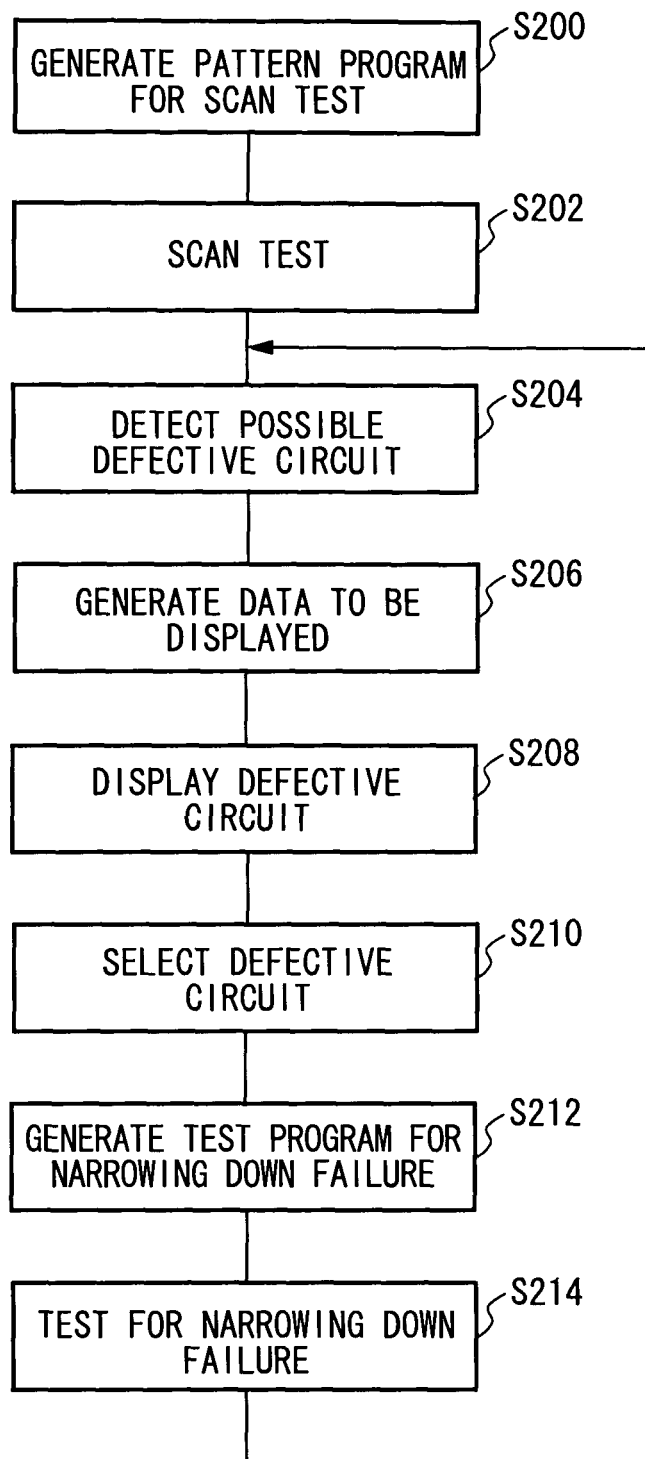 S200
GENERATE PATTERN PROGRAM
FOR SCAN TEST
S202
SCAN TEST
S204
DETECT POSSIBLE
DEFECTIVE CIRCUIT
S206
GENERATE DATA TO BE
DISPLAYED
S208
DISPLAY DEFECTIVE
CIRCUIT
S210
SELECT DEFECTIVE
CIRCUIT
S212
GENERATE TEST PROGRAM FOR
NARROWING DOWN FAILURE
S214
TEST FOR NARROWING DOWN
FAILURE